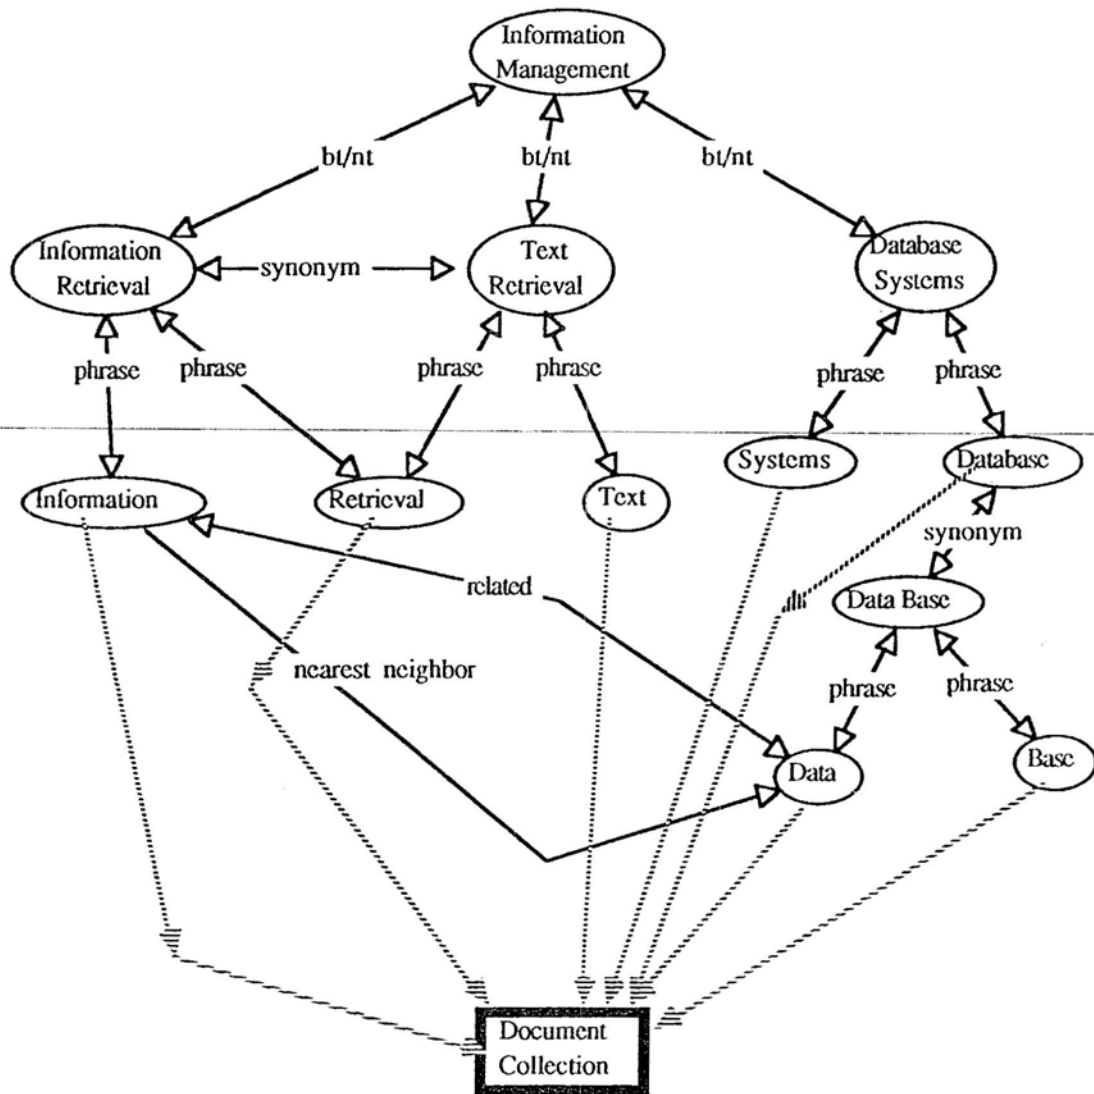 Information
Management
bt/nt
bt/nt
bt/nt
Information
Retrieval
synonym
Text
Retrieval
Database
Systems
phrase
phrase
phrase
phrase
phrase
phrase
Systems
Database
Information
Retrieval
Text
synonym
related
Data Base
nearest neighbor
phrase
phrase
Data
Base
Document
Collection